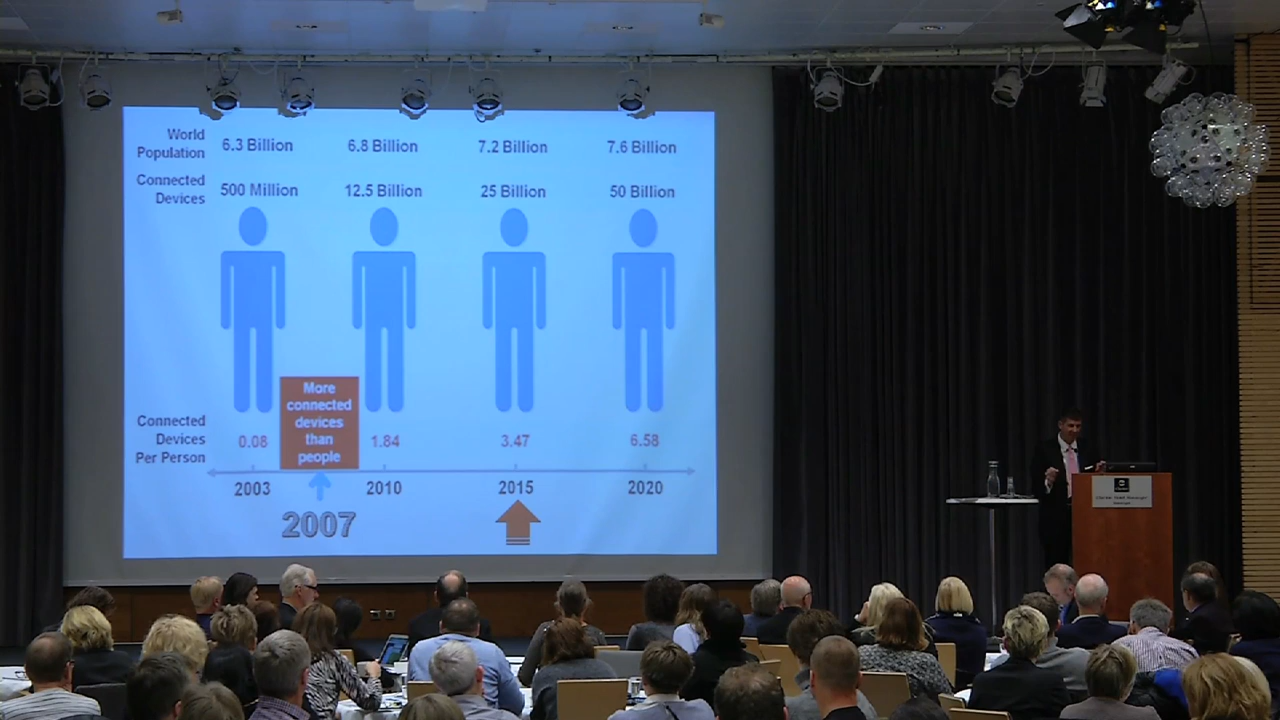 World Population 6.3 Billion 6.8 Billion 7.2 Billion 7.6 Billion
Connected Devices 500 Million 12.5 Billion 25 Billion 50 Billion
More
connected
devices
than
people
Connected Devices Per Person 0.08 1.84 3.47 6.58
2003 2010 2015 2020
2007